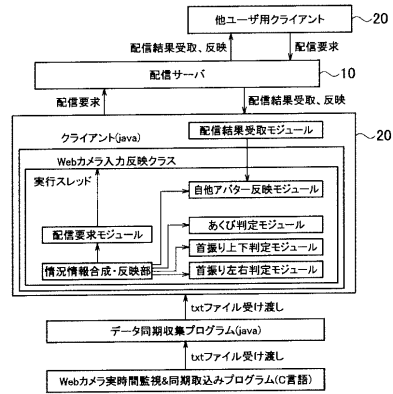 他ユーザ用クライアント
20
配信結果受取、反映
配信要求
配信サーバ
10
配信要求
配信結果受取、反映
クライアント(java)
配信結果受取モジュール
20
Webカメラ入力反映クラス
実行スレッド
自他アバター反映モジュール
配信要求モジュール
あくび判定モジュール
首振り上下判定モジュール
情況情報合成・反映部
首振り左右判定モジュール
txtファイル受け渡し
データ同期収集プログラム(java)
txtファイル受け渡し
Webカメラ実時間監視&同期取込みプログラム(C言語)